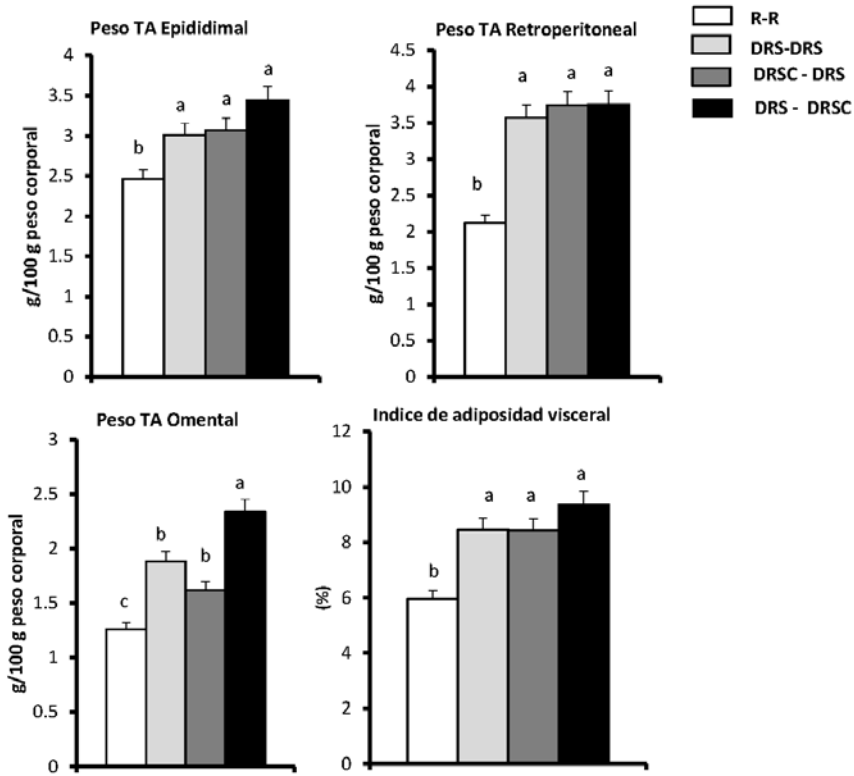 Peso TA Epididimal
g/100 g peso corporal
4
3.5
3
2.5
2
1.5
1
0.5
0
b
a
a
a
Peso TA Retroperitoneal
g/100 g peso corporal
4.5
4
3.5
3
2.5
2
1.5
1
0.5
0
b
a
a
a
R-R
DRS-DRS
DRSC - DRS
DRS - DRSC
Peso TA Omental
g/100 g peso corporal
3
2.5
2
1.5
1
0.5
0
c
b
b
a
Indice de adiposidad visceral
(%)
12
10
8
6
4
2
0
b
a
a
a